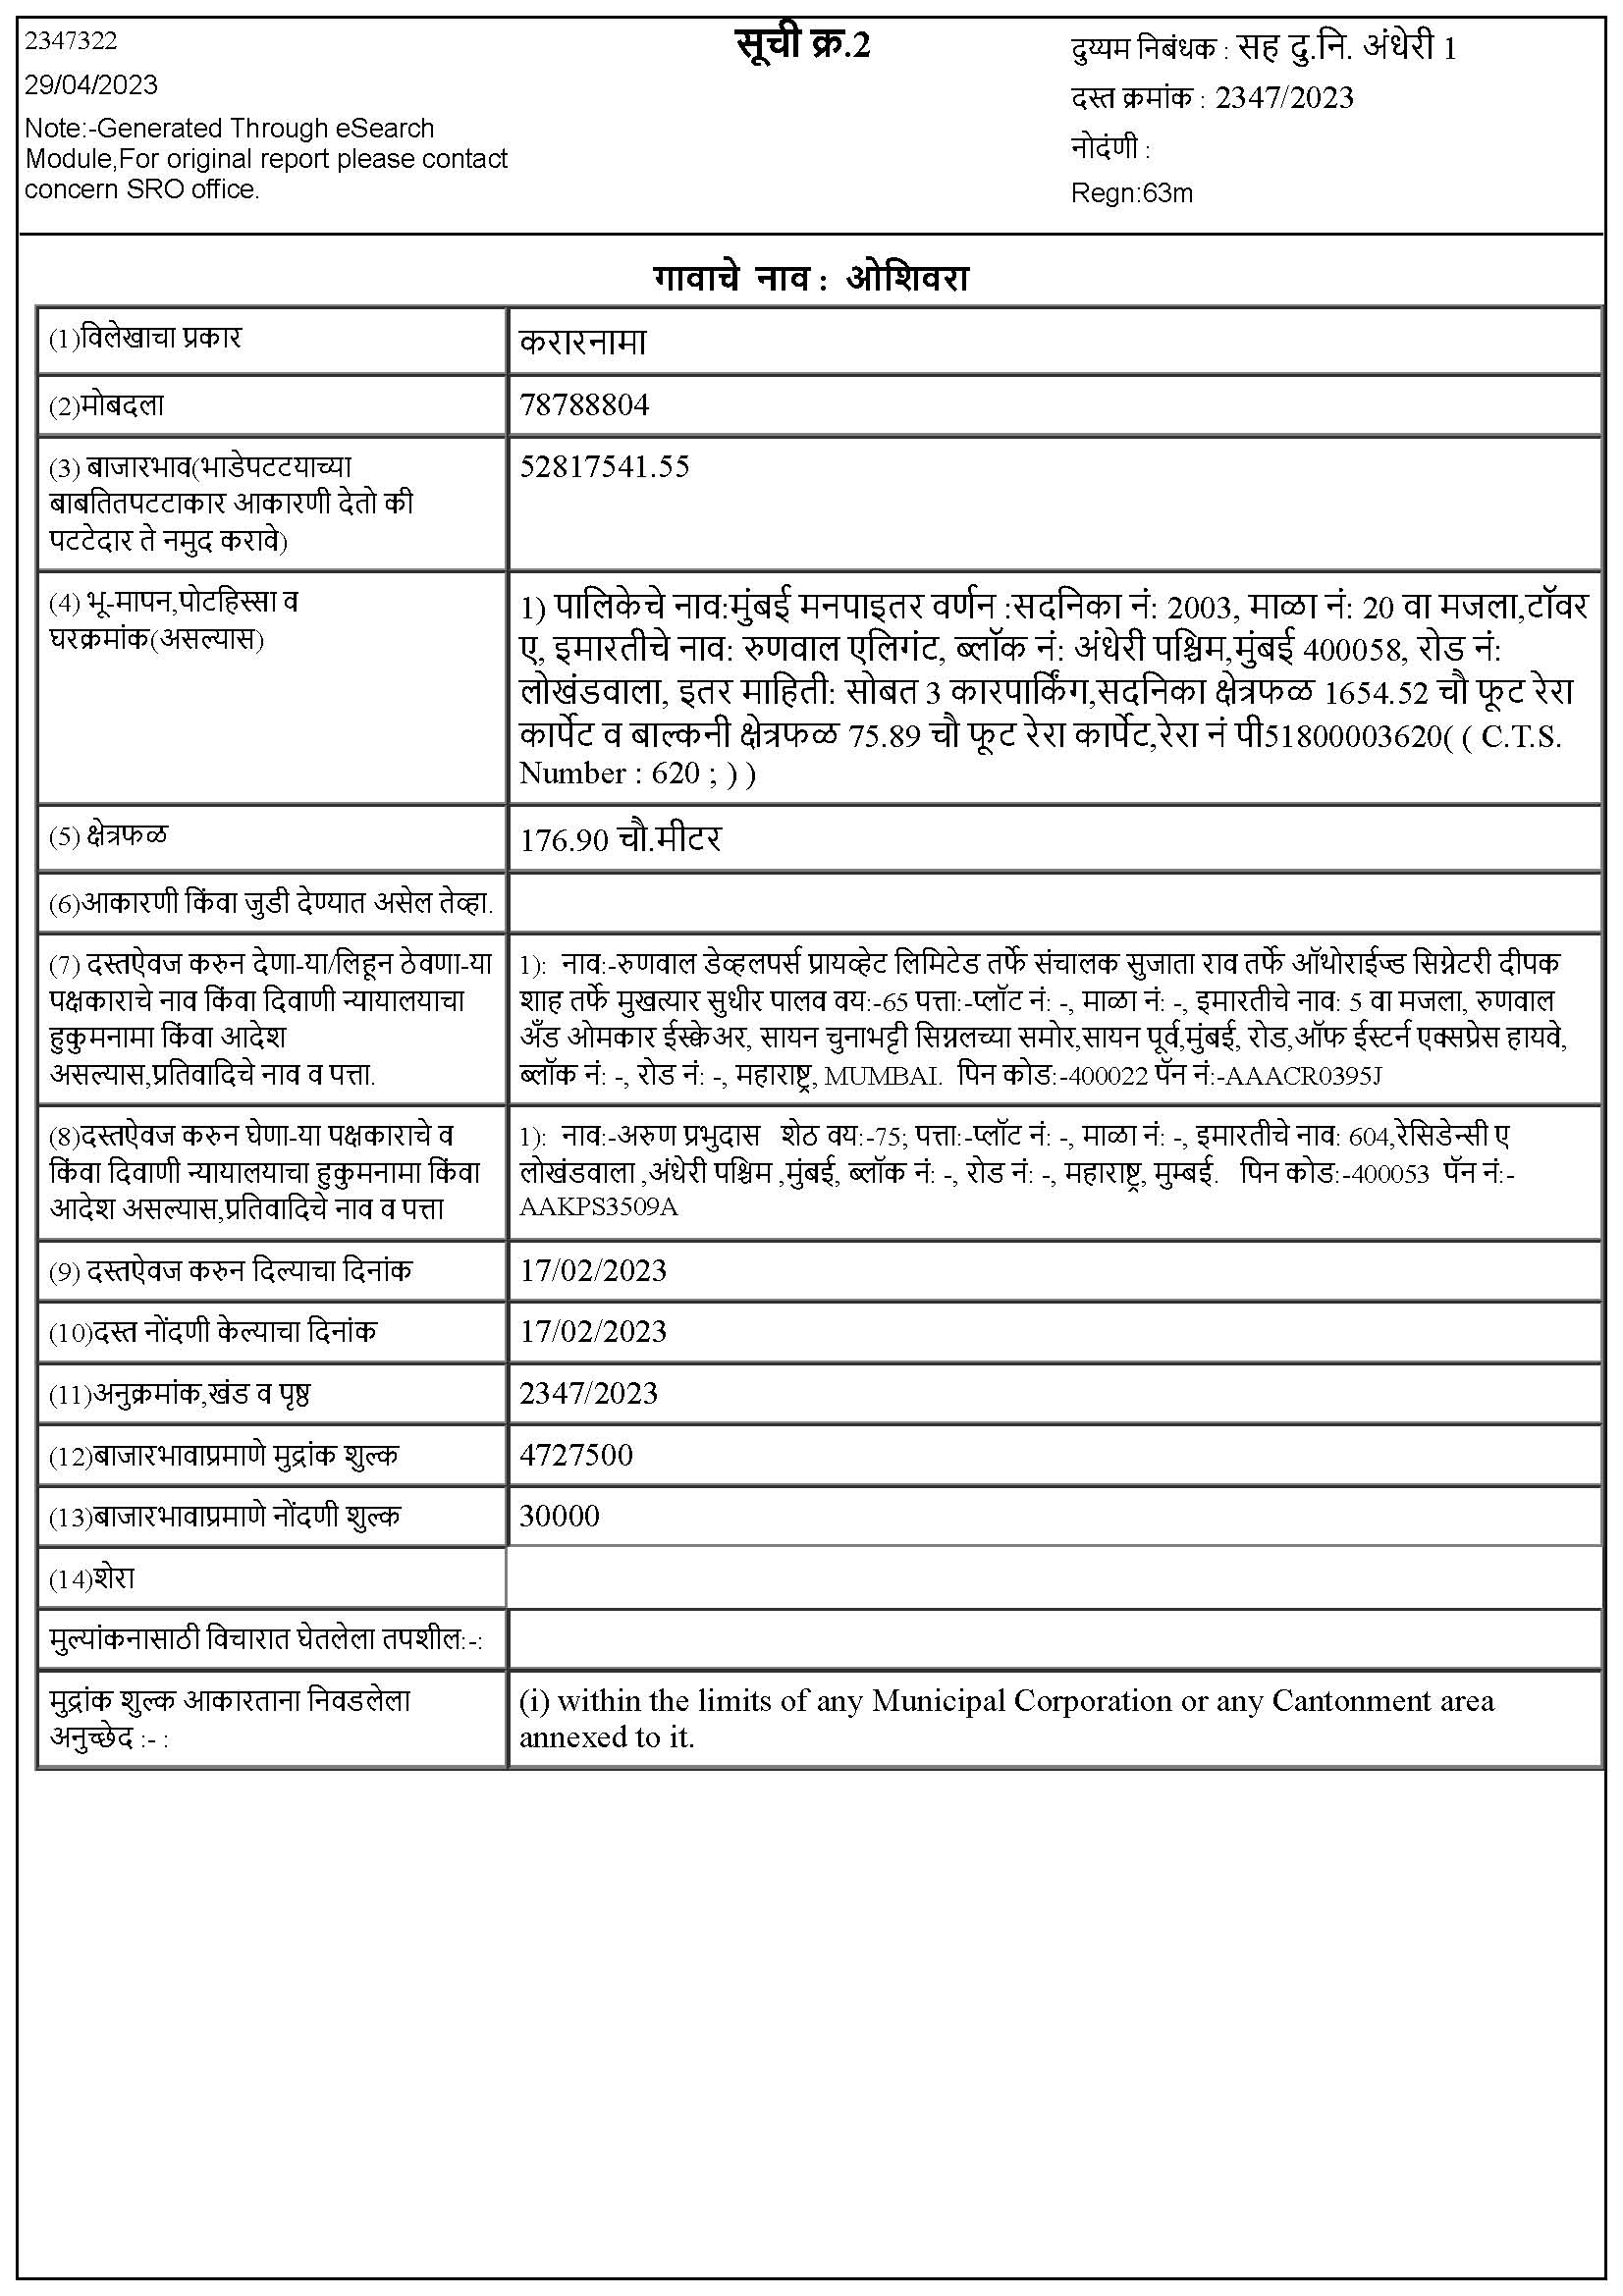 2347322
29/04/2023
Note:-Generated Through eSearch
Module,For original report please contact
concern SRO office.
सूची क्र.2
दुय्यम निबंधक : सह दु.नि. अंधेरी 1
दस्त क्रमांक : 2347/2023
नोदंणी :
Regn:63m
गावाचे नाव : ओशिवरा
(1)विलेखाचा प्रकार
करारनामा
(2)मोबदला
78788804
(3) बाजारभाव(भाडेपटटयाच्या
बाबतितपटटाकार आकारणी देतो की
पटटेदार ते नमुद करावे)
52817541.55
(4) भू-मापन,पोटहिस्सा व
घरक्रमांक(असल्यास)
1) पालिकेचे नाव:मुंबई मनपाइतर वर्णन :सदनिका नं: 2003, माळा नं: 20 वा मजला,टॉवर
ए, इमारतीचे नाव: रुणवाल एलिगंट, ब्लॉक नं: अंधेरी पश्चिम,मुंबई 400058, रोड नं:
लोखंडवाला, इतर माहिती: सोबत 3 कारपार्किंग,सदनिका क्षेत्रफळ 1654.52 चौ फूट रेरा
कार्पेट व बाल्कनी क्षेत्रफळ 75.89 चौ फूट रेरा कार्पेट,रेरा नं पी51800003620( ( C.T.S.
Number : 620 ; ) )
(5) क्षेत्रफळ
176.90 चौ.मीटर
(6)आकारणी किंवा जुडी देण्यात असेल तेव्हा.
(7) दस्तऐवज करुन देणा-या/लिहून ठेवणा-या
पक्षकाराचे नाव किंवा दिवाणी न्यायालयाचा
हुकुमनामा किंवा आदेश
असल्यास,प्रतिवादिचे नाव व पत्ता.
1): नाव:-रुणवाल डेव्हलपर्स प्रायव्हेट लिमिटेड तर्फे संचालक सुजाता राव तर्फे ऑथोराईज्ड सिग्नेटरी दीपक
शाह तर्फे मुखत्यार सुधीर पालव वय:-65 पत्ता:-प्लॉट नं: -, माळा नं: -, इमारतीचे नाव: 5 वा मजला, रुणवाल
अँड ओमकार ईस्केअर, सायन चुनाभट्टी सिग्नलच्या समोर,सायन पूर्व,मुंबई, रोड,ऑफ ईस्टर्न एक्सप्रेस हायवे,
ब्लॉक नं: -, रोड नं: -, महाराष्ट्र, MUMBAI. पिन कोड:-400022 पॅन नं:-AAACR0395J
(8)दस्तऐवज करुन घेणा-या पक्षकाराचे व
किंवा दिवाणी न्यायालयाचा हुकुमनामा किंवा
आदेश असल्यास,प्रतिवादिचे नाव व पत्ता
1): नाव:-अरुण प्रभुदास शेठ वय:-75; पत्ता:-प्लॉट नं: -, माळा नं: -, इमारतीचे नाव: 604,रेसिडेन्सी ए
लोखंडवाला ,अंधेरी पश्चिम ,मुंबई, ब्लॉक नं: -, रोड नं: -, महाराष्ट्र, मुम्बई. पिन कोड:-400053 पॅन नं:-
AAKPS3509A
(9) दस्तऐवज करुन दिल्याचा दिनांक
17/02/2023
(10)दस्त नोंदणी केल्याचा दिनांक
17/02/2023
(11)अनुक्रमांक,खंड व पृष्ठ
2347/2023
(12)बाजारभावाप्रमाणे मुद्रांक शुल्क
4727500
(13)बाजारभावाप्रमाणे नोंदणी शुल्क
30000
(14)शेरा
मुल्यांकनासाठी विचारात घेतलेला तपशील:-:
मुद्रांक शुल्क आकारताना निवडलेला
अनुच्छेद :- :
(i) within the limits of any Municipal Corporation or any Cantonment area
annexed to it.